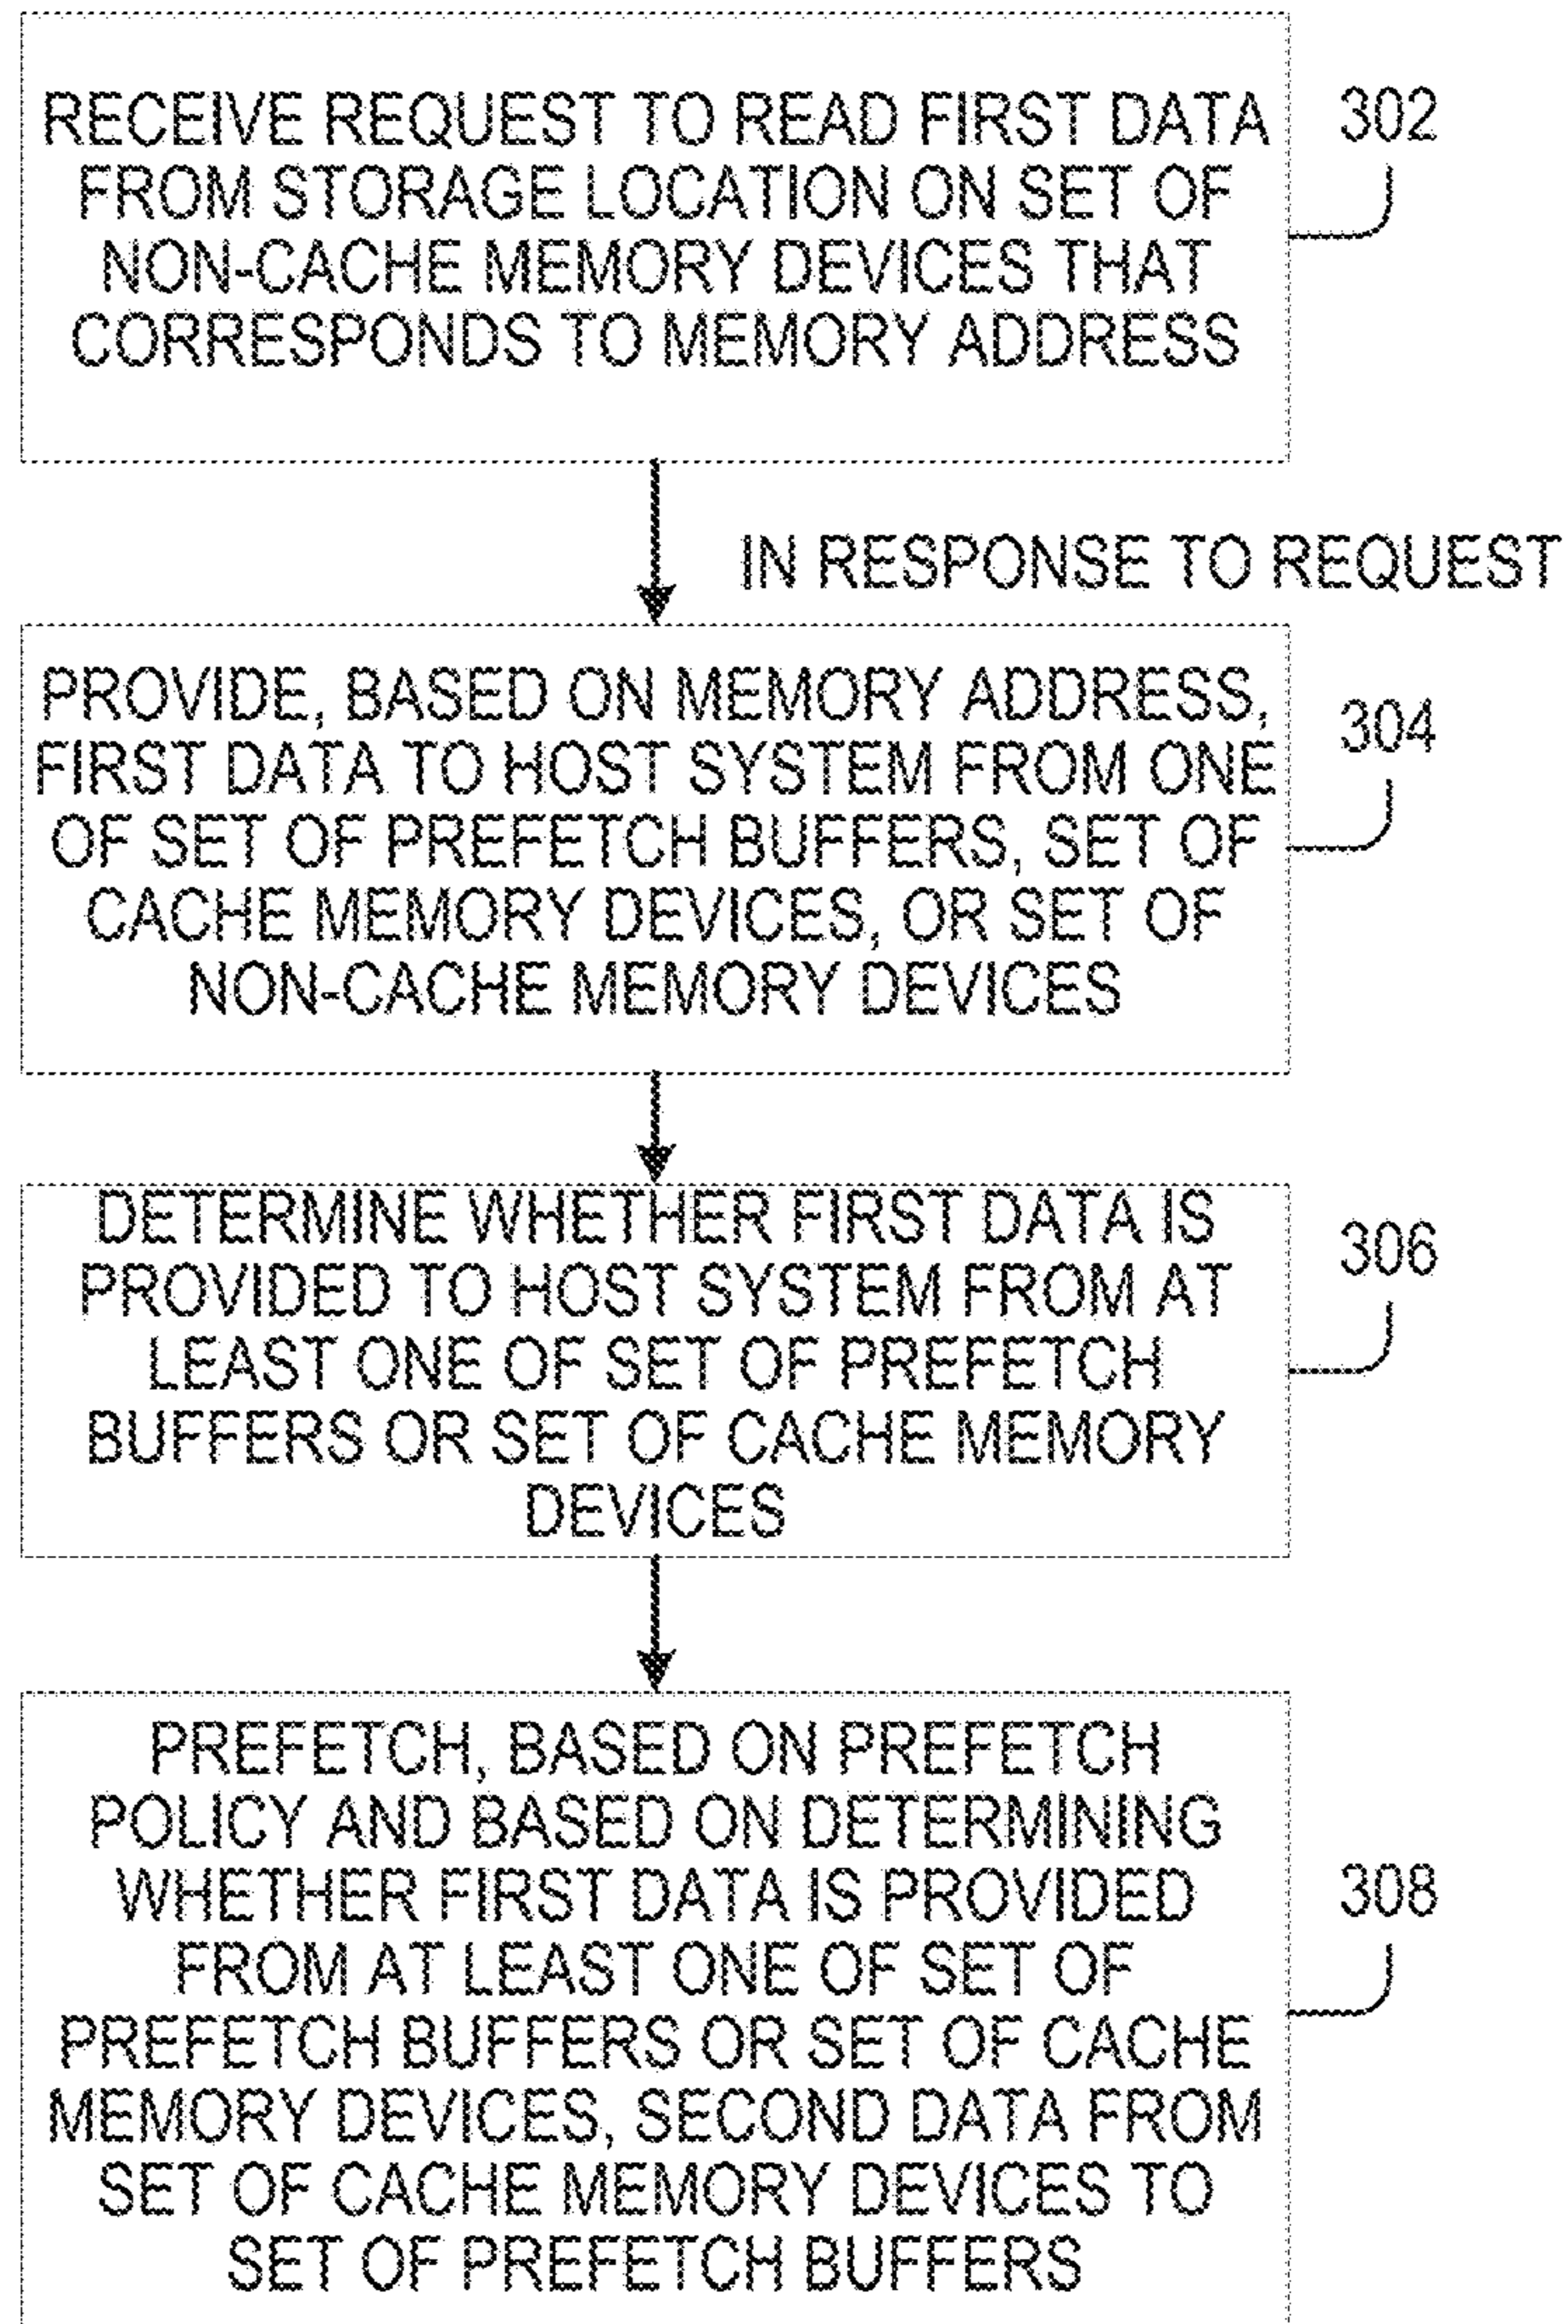 RECEIVE REQUEST TO READ FIRST DATA
FROM STORAGE LOCATION ON SET OF
NON-CACHE MEMORY DEVICES THAT
CORRESPONDS TO MEMORY ADDRESS
302
IN RESPONSE TO REQUEST
PROVIDE, BASED ON MEMORY ADDRESS,
FIRST DATA TO HOST SYSTEM FROM ONE
OF SET OF PREFETCH BUFFERS, SET OF
CACHE MEMORY DEVICES, OR SET OF
NON-CACHE MEMORY DEVICES
304
DETERMINE WHETHER FIRST DATA IS
PROVIDED TO HOST SYSTEM FROM AT
LEAST ONE OF SET OF PREFETCH
BUFFERS OR SET OF CACHE MEMORY
DEVICES
306
PREFETCH, BASED ON PREFETCH
POLICY AND BASED ON DETERMINING
WHETHER FIRST DATA IS PROVIDED
FROM AT LEAST ONE OF SET OF
PREFETCH BUFFERS OR SET OF CACHE
MEMORY DEVICES, SECOND DATA FROM
SET OF CACHE MEMORY DEVICES TO
SET OF PREFETCH BUFFERS
308